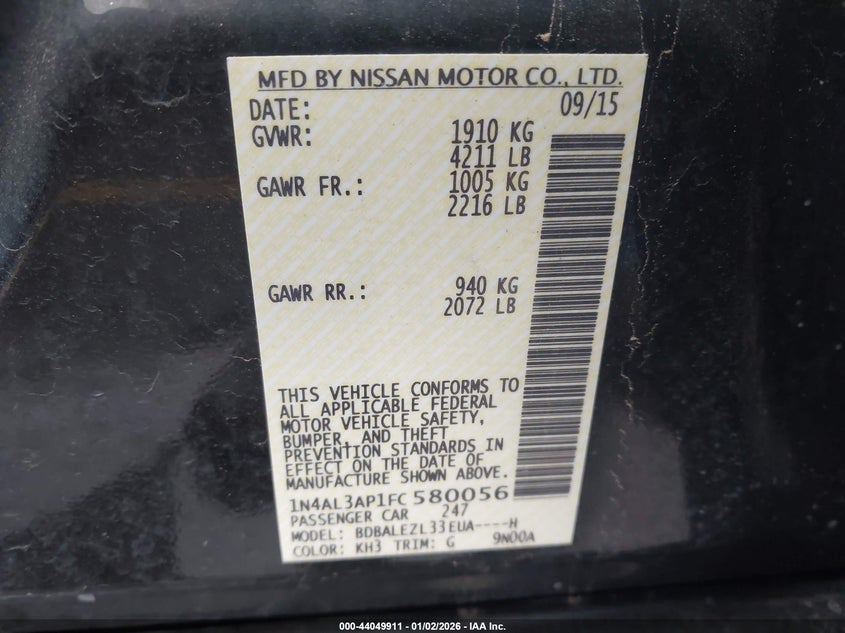 MFD BY NISSAN MOTOR CO., LTD.
DATE: 09/15
GVWR: 1910 KG
4211 LB
GAWR FR.: 1005 KG
2216 LB
GAWR RR.: 940 KG
2072 LB
THIS VEHICLE CONFORMS TO
ALL APPLICABLE FEDERAL
MOTOR VEHICLE SAFETY,
BUMPER, AND THEFT
PREVENTION STANDARDS IN
EFFECT ON THE DATE OF
MANUFACTURE SHOWN ABOVE.
1N4AL3AP1FC580056
PASSENGER CAR 247
MODEL: BDBALEZL33EUA----H
COLOR: KH3 TRIM: G 9N00A
000-44049911 - 01/02/2026 - IAA Inc.